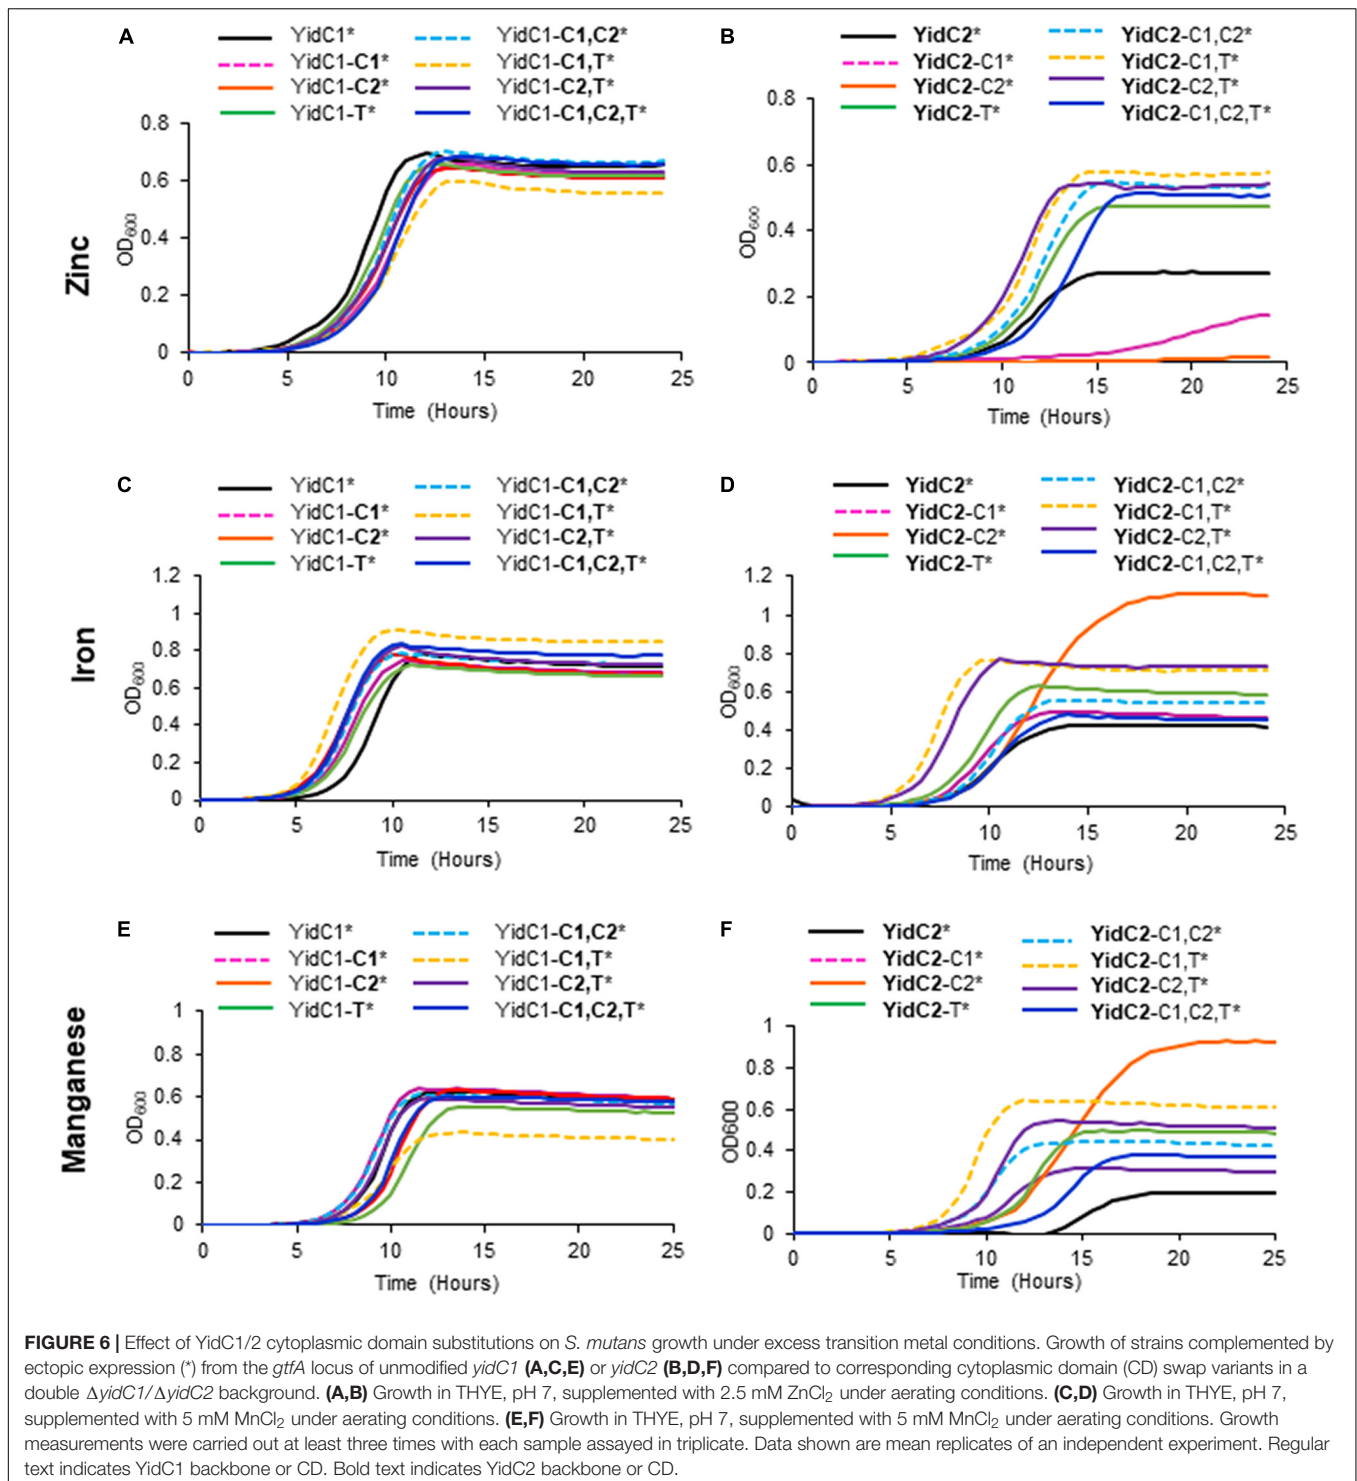 A
YidC1*
YidC1-C1*
YidC1-C2*
YidC1-T*
YidC1-C1,C2*
YidC1-C1,T*
YidC1-C2,T*
YidC1-C1,C2,T*
Zinc
OD600
0.8
0.6
0.4
0.2
0
0 5 10 15 20 25
Time (Hours)
B
YidC2*
YidC2-C1*
YidC2-C2*
YidC2-T*
YidC2-C1,C2*
YidC2-C1,T*
YidC2-C2,T*
YidC2-C1,C2,T*
OD600
0.8
0.6
0.4
0.2
0
0 5 10 15 20 25
Time (Hours)
C
YidC1*
YidC1-C1*
YidC1-C2*
YidC1-T*
YidC1-C1,C2*
YidC1-C1,T*
YidC1-C2,T*
YidC1-C1,C2,T*
Iron
OD600
1.2
1
0.8
0.6
0.4
0.2
0
0 5 10 15 20 25
Time (Hours)
D
YidC2*
YidC2-C1*
YidC2-C2*
YidC2-T*
YidC2-C1,C2*
YidC2-C1,T*
YidC2-C2,T*
YidC2-C1,C2,T*
OD600
1.2
1
0.8
0.6
0.4
0.2
0
0 5 10 15 20 25
Time (Hours)
E
YidC1*
YidC1-C1*
YidC1-C2*
YidC1-T*
YidC1-C1,C2*
YidC1-C1,T*
YidC1-C2,T*
YidC1-C1,C2,T*
Manganese
OD600
1
0.8
0.6
0.4
0.2
0
0 5 10 15 20 25
Time (Hours)
F
YidC2*
YidC2-C1*
YidC2-C2*
YidC2-T*
YidC2-C1,C2*
YidC2-C1,T*
YidC2-C2,T*
YidC2-C1,C2,T*
OD600
1
0.8
0.6
0.4
0.2
0
0 5 10 15 20 25
Time (Hours)
FIGURE 6 | Effect of YidC1/2 cytoplasmic domain substitutions on S. mutans growth under excess transition metal conditions. Growth of strains complemented by
ectopic expression (*) from the gtfA locus of unmodified yidC1 (A,C,E) or yidC2 (B,D,F) compared to corresponding cytoplasmic domain (CD) swap variants in a
double ΔyidC1/ΔyidC2 background. (A,B) Growth in THYE, pH 7, supplemented with 2.5 mM ZnCl2 under aerating conditions. (C,D) Growth in THYE, pH 7,
supplemented with 5 mM MnCl2 under aerating conditions. (E,F) Growth in THYE, pH 7, supplemented with 5 mM MnCl2 under aerating conditions. Growth
measurements were carried out at least three times with each sample assayed in triplicate. Data shown are mean replicates of an independent experiment. Regular
text indicates YidC1 backbone or CD. Bold text indicates YidC2 backbone or CD.